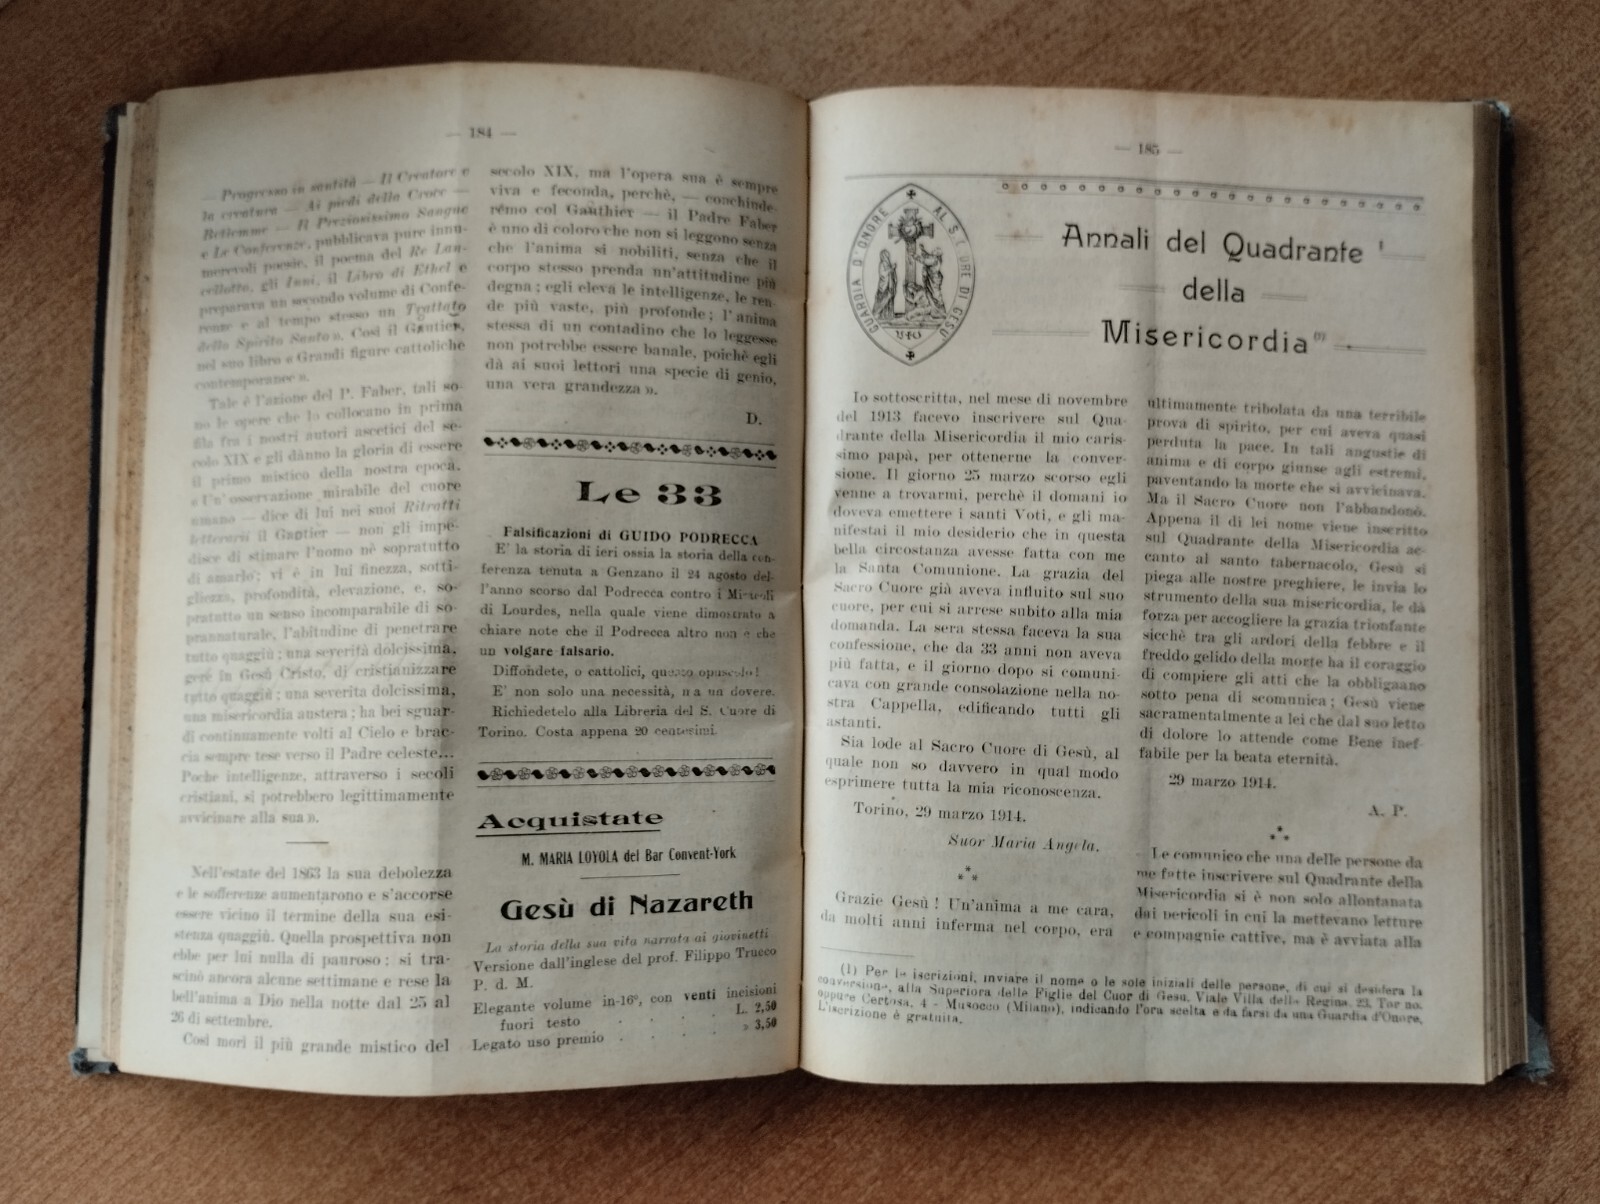 — 184 —
— Progresso in santità — Il Creatore e
la creatura — Ai piedi della Croce —
Betlemme — Il Preziosissimo Sangue
e Le Conferenze, pubblicava pure innu-
merevoli poesie, il poema del Re Lan-
cellotto, gli Inni, il Libro di Ethel e
preparava un secondo volume di Confe-
renze e al tempo stesso un Trattato
dello Spirito Santo ». Così il Gautier,
nel suo libro « Grandi figure cattoliche
contemporanee ».
Tale è l'azione del P. Faber, tali so-
no le opere che lo collocano in prima
fila fra i nostri autori ascetici del se-
colo XIX e gli dànno la gloria di essere
il primo mistico della nostra epoca.
« Un' osservazione mirabile del cuore
umano — dice di lui nei suoi Ritratti
letterarii il Gautier — non gli impe-
disce di stimare l'uomo nè sopratutto
di amarlo; vi è in lui finezza, sotti-
gliezza, profondità, elevazione, e, so-
pratutto un senso incomparibile di so-
prannaturale, l'abitudine di penetrare
tutto quaggiù; una severità dolcissima,
gere in Gesù Cristo, di cristianizzare
tutto quaggiù; una severità dolcissima,
una misericordia austera; ha bei sguar-
di continuamente volti al Cielo e brac-
cia sempre tese verso il Padre celeste...
Poche intelligenze, attraverso i secoli
cristiani, si potrebbero legittimamente
avvicinare alla sua ».
Nell'estate del 1863 la sua debolezza
e le sofferenze aumentarono e s'accorse
essere vicino il termine della sua esi-
stenza quaggiù. Quella prospettiva non
ebbe per lui nulla di pauroso; si tra-
scinò ancora alcune settimane e rese la
bell'anima a Dio nella notte dal 25 al
26 di settembre.
Così morì il più grande mistico del
secolo XIX, ma l'opera sua è sempre
viva e feconda, perchè, — conchinde-
rémo col Gauthier — il Padre Faber
è uno di coloro che non si leggono senza
che l'anima si nobiliti, senza che il
corpo stesso prenda un'attitudine più
degna; egli eleva le intelligenze, le ren-
de più vaste, più profonde; l'anima
stessa di un contadino che lo leggesse
non potrebbe essere banale, poichè egli
dà ai suoi lettori una specie di genio,
una vera grandezza ».
D.
Le 33
Falsificazioni di GUIDO PODRECCA
E' la storia di ieri ossia la storia della con-
ferenza tenuta a Genzano il 24 agosto del-
l'anno scorso dal Podrecca contro i Miracoli
di Lourdes, nella quale viene dimostrato a
chiare note che il Podrecca altro non è che
un volgare falsario.
Diffondete, o cattolici, questo opuscolo!
E' non solo una necessità, ma un dovere.
Richiedetelo alla Libreria del S. Cuore di
Torino. Costa appena 20 centesimi.
Acquistate
M. MARIA LOYOLA del Bar Convent-York
Gesù di Nazareth
La storia della sua vita narrata ai giovinetti
Versione dall'inglese del prof. Filippo Trucco
P. d. M.
Elegante volume in-16°, con venti incisioni
fuori testo . . . . L. 2,50
Legato uso premio . . . . » 3,50
— 185 —
GUARDIA D'ONORE AL S. CUORE DI GESÙ
Annali del Quadrante
della
Misericordia (1)
Io sottoscritta, nel mese di novembre
del 1913 facevo inscrivere sul Qua-
drante della Misericordia il mio caris-
simo papà, per ottenerne la conver-
sione. Il giorno 25 marzo scorso egli
venne a trovarmi, perchè il domani io
doveva emettere i santi Voti, e gli ma-
nifestai il mio desiderio che in questa
bella circostanza avesse fatta con me
la Santa Comunione. La grazia del
Sacro Cuore già aveva influito sul suo
cuore, per cui si arrese subito alla mia
domanda. La sera stessa faceva la sua
confessione, che da 33 anni non aveva
più fatta, e il giorno dopo si comuni-
cava con grande consolazione nella no-
stra Cappella, edificando tutti gli
astanti.
Sia lode al Sacro Cuore di Gesù, al
quale non so davvero in qual modo
esprimere tutta la mia riconoscenza.
Torino, 29 marzo 1914.
Suor Maria Angela.
***
Grazie Gesù! Un'anima a me cara,
da molti anni inferma nel corpo, era
ultimamente tribolata da una terribile
prova di spirito, per cui aveva quasi
perduta la pace. In tali angustie di
anima e di corpo giunse agli estremi,
paventando la morte che si avvicinava.
Ma il Sacro Cuore non l'abbandonò.
Appena il di lei nome viene inscritto
sul Quadrante della Misericordia ac-
canto al santo tabernacolo, Gesù si
piega alle nostre preghiere, le invia lo
strumento della sua misericordia, le dà
forza per accogliere la grazia trionfante
sicchè tra gli ardori della febbre e il
freddo gelido della morte ha il coraggio
di compiere gli atti che la obbligaano
sotto pena di scomunica; Gesù viene
sacramentalmente a lei che dal suo letto
di dolore lo attende come Bene inef-
fabile per la beata eternità.
29 marzo 1914.
A. P.
***
Le comunico che una delle persone da
me fatte inscrivere sul Quadrante della
Misericordia si è non solo allontanata
dai pericoli in cui la mettevano letture
e compagnie cattive, ma è avviata alla
(1) Per le iscrizioni, inviare il nome o le sole iniziali delle persone, di cui si desidera la
conversione, alla Superiora delle Figlie del Cuor di Gesù, Viale Villa della Regina, 23, Torino.
oppure Certosa, 4 - Musocco (Milano), indicando l'ora scelta e da farsi da una Guardia d'Onore.
L'iscrizione è gratuita.